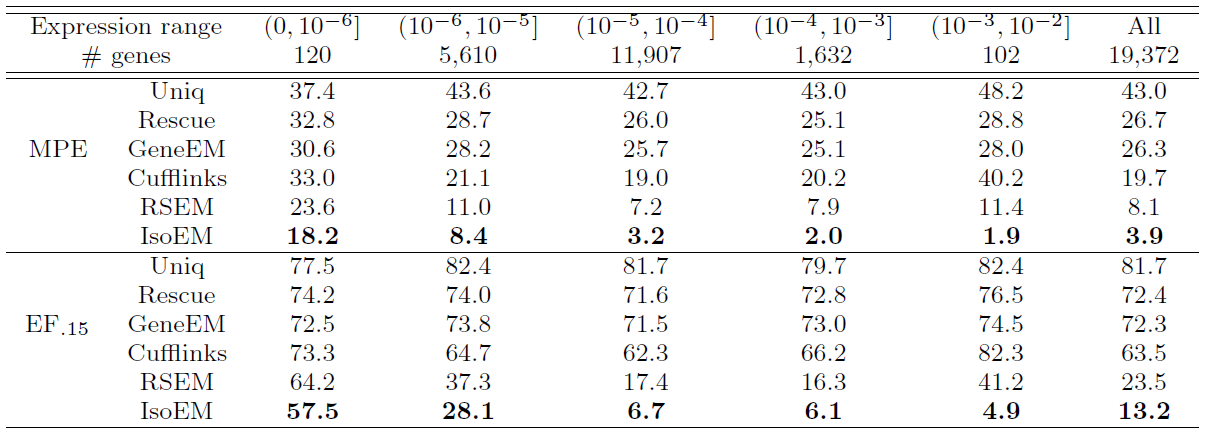 Expression range (0, 10−6] (10−6, 10−5] (10−5, 10−4] (10−4, 10−3] (10−3, 10−2] All
# genes 120 5,610 11,907 1,632 102 19,372
Uniq 37.4 43.6 42.7 43.0 48.2 43.0
Rescue 32.8 28.7 26.0 25.1 28.8 26.7
MPE GeneEM 30.6 28.2 25.7 25.1 28.0 26.3
Cufflinks 33.0 21.1 19.0 20.2 40.2 19.7
RSEM 23.6 11.0 7.2 7.9 11.4 8.1
IsoEM 18.2 8.4 3.2 2.0 1.9 3.9
Uniq 77.5 82.4 81.7 79.7 82.4 81.7
Rescue 74.2 74.0 71.6 72.8 76.5 72.4
EF.15 GeneEM 72.5 73.8 71.5 73.0 74.5 72.3
Cufflinks 73.3 64.7 62.3 66.2 82.3 63.5
RSEM 64.2 37.3 17.4 16.3 41.2 23.5
IsoEM 57.5 28.1 6.7 6.1 4.9 13.2